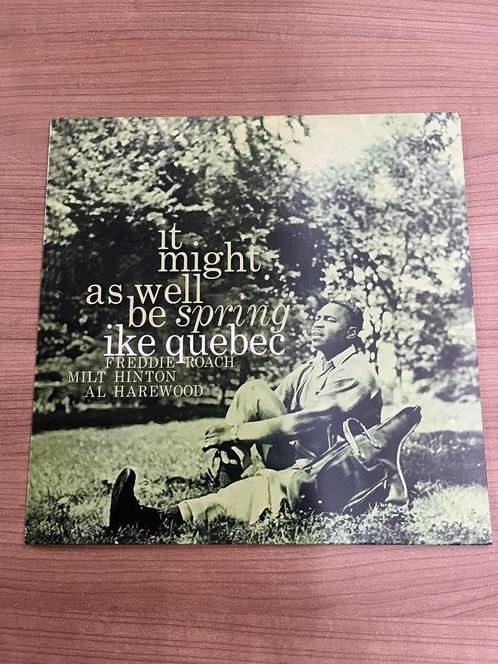 it
might
as well
be spring
ike quebec
FREDDIE ROACH
MILT HINTON
AL HAREWOOD